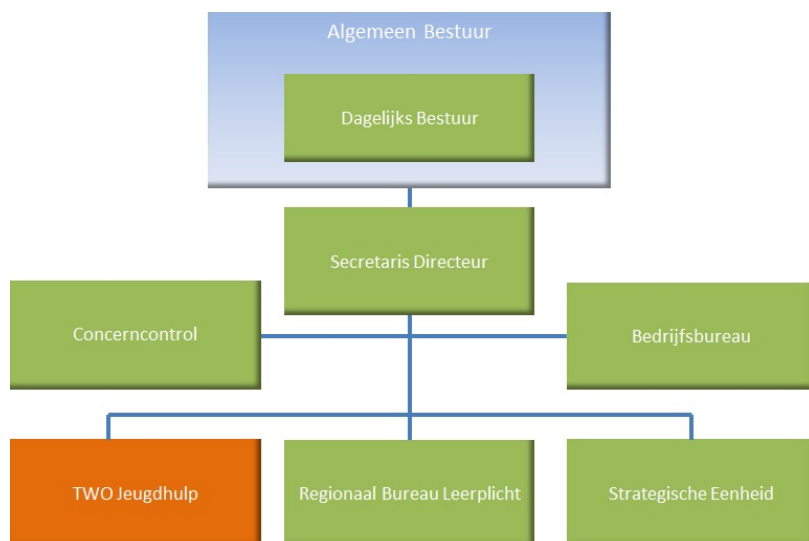 Algemeen Bestuur
Dagelijks Bestuur
Secretaris Directeur
Concerncontrol
Bedrijfsbureau
TWO Jeugdhulp
Regionaal Bureau Leerplicht
Strategische Eenheid